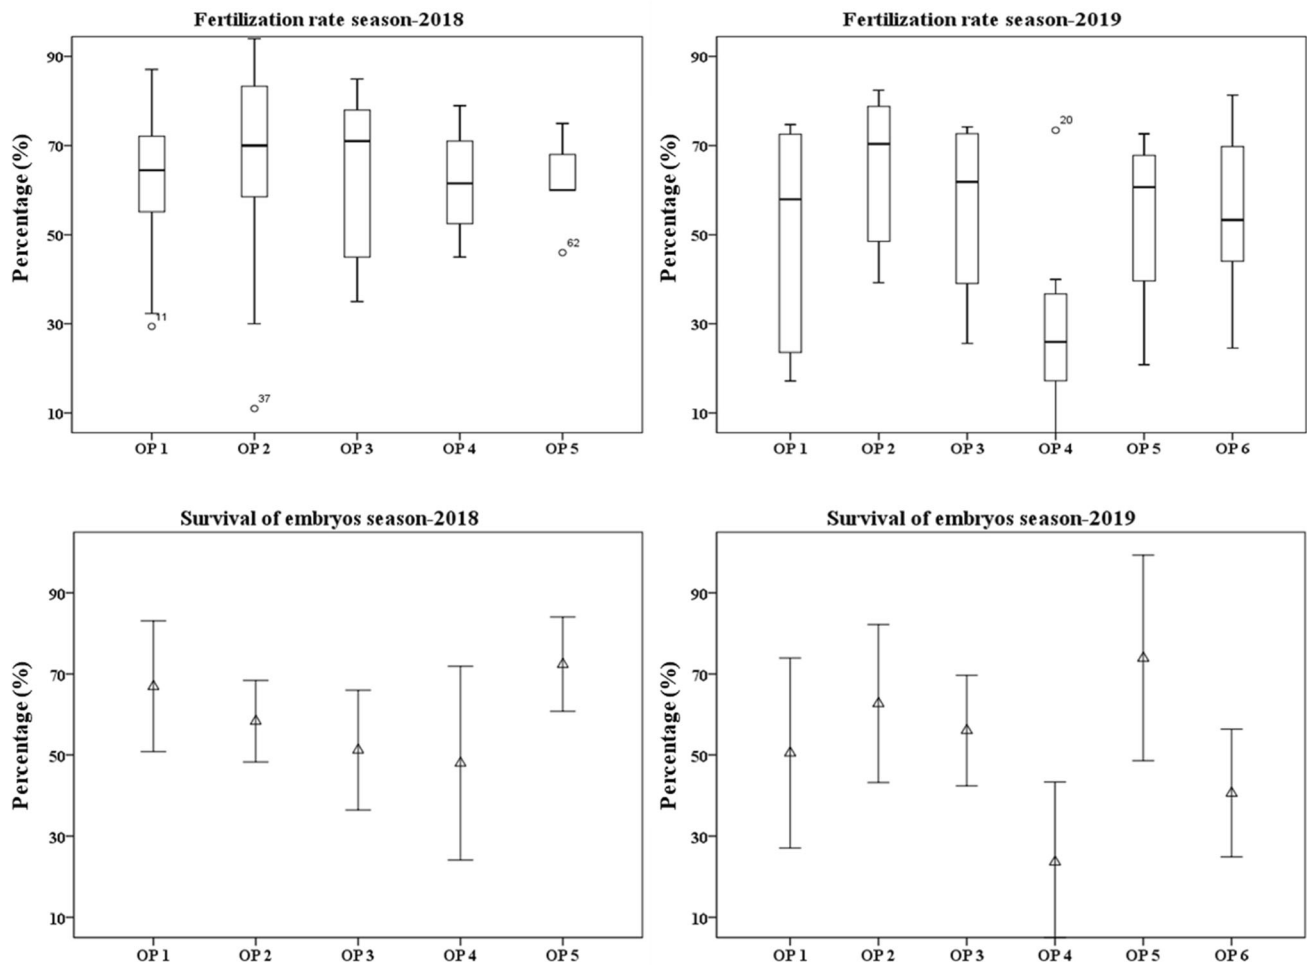 Fertilization rate season-2018
Percentage (%)
90
70
50
30
10
11
37
62
OP 1 OP 2 OP 3 OP 4 OP 5
Fertilization rate season-2019
Percentage (%)
90
70
50
30
10
20
OP 1 OP 2 OP 3 OP 4 OP 5 OP 6
Survival of embryos season-2018
Percentage (%)
90
70
50
30
10
OP 1 OP 2 OP 3 OP 4 OP 5
Survival of embryos season-2019
Percentage (%)
90
70
50
30
10
OP 1 OP 2 OP 3 OP 4 OP 5 OP 6